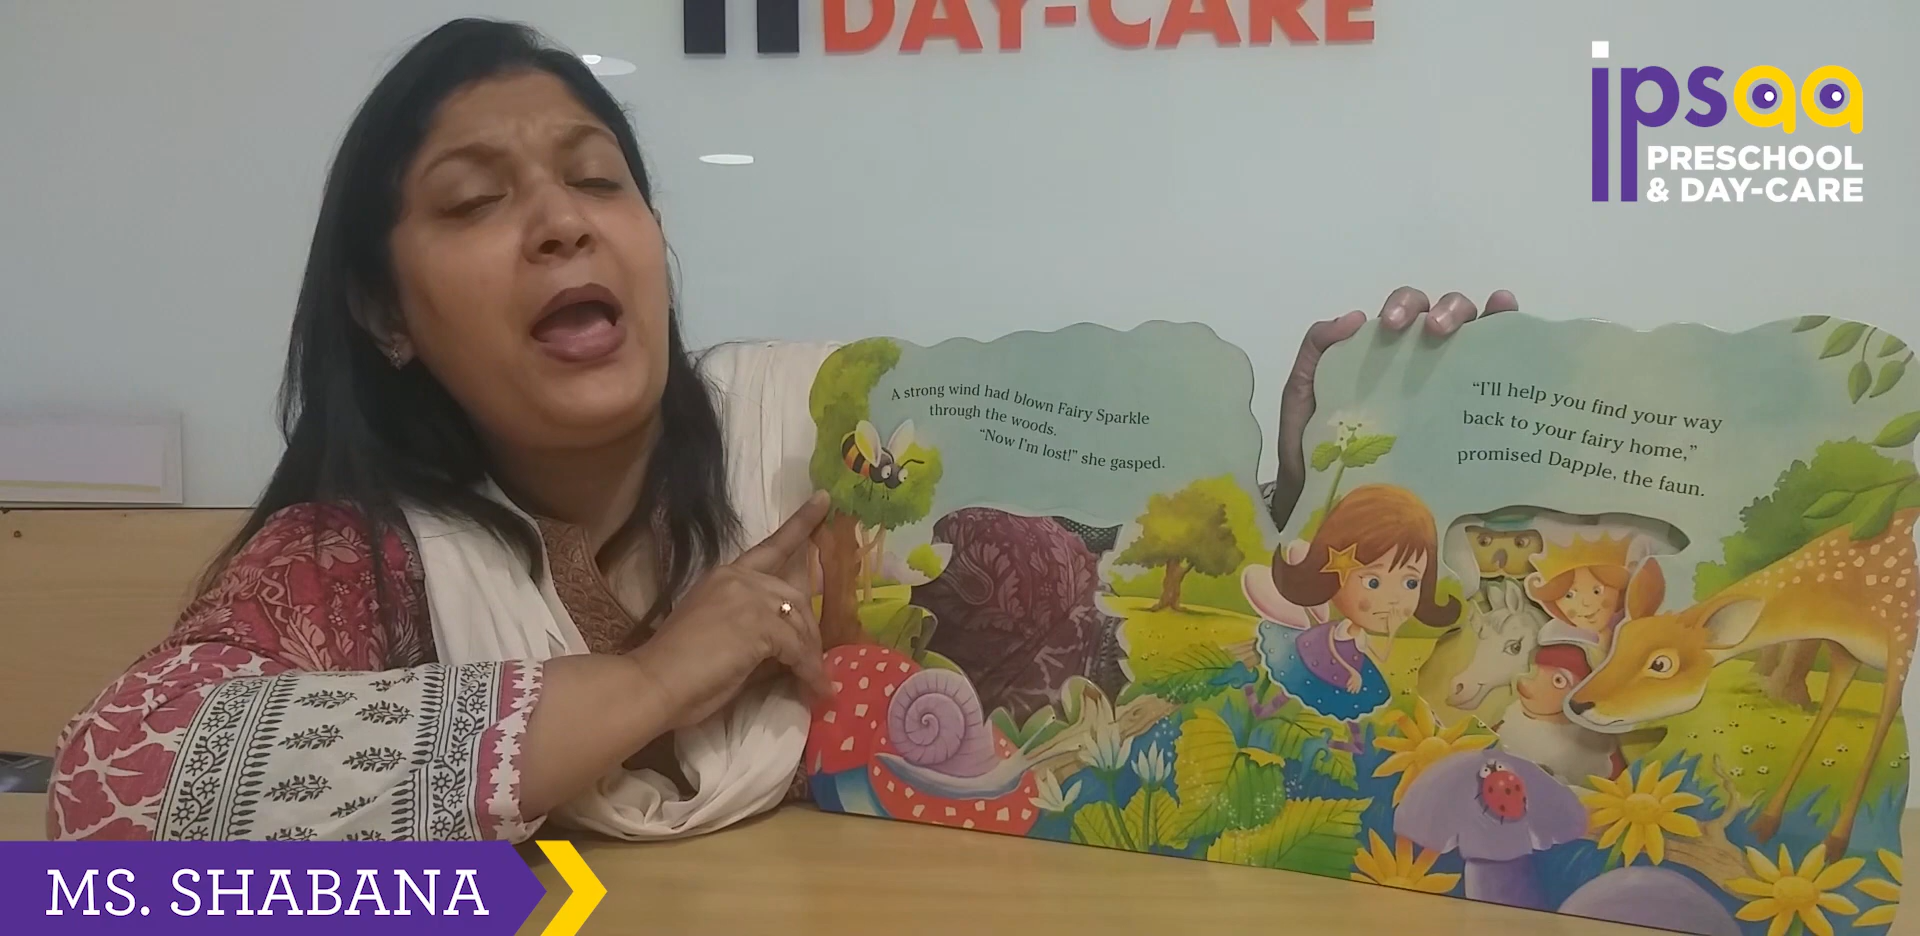 DAY-CARE
ipsaa
PRESCHOOL
& DAY-CARE
A strong wind had blown Fairy Sparkle
through the woods.
“Now I’m lost!” she gasped.
“I’ll help you find your way
back to your fairy home,”
promised Dapple, the faun.
MS. SHABANA